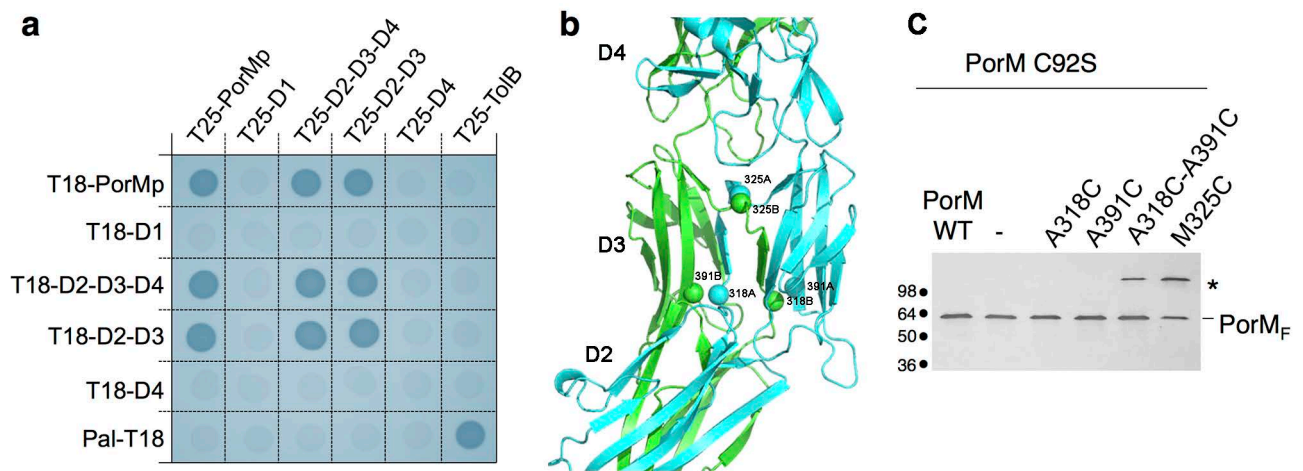 a
T25-PorMp
T25-D1
T25-D2-D3-D4
T25-D2-D3
T25-D4
T25-TolB
T18-PorMp
T18-D1
T18-D2-D3-D4
T18-D2-D3
T18-D4
Pal-T18
b
D4
325A
325B
D3
391B
318A
391A
318B
D2
c
PorM C92S
PorM
WT
-
A318C
A391C
A318C-A391C
M325C
98
64
50
36
*
PorMF